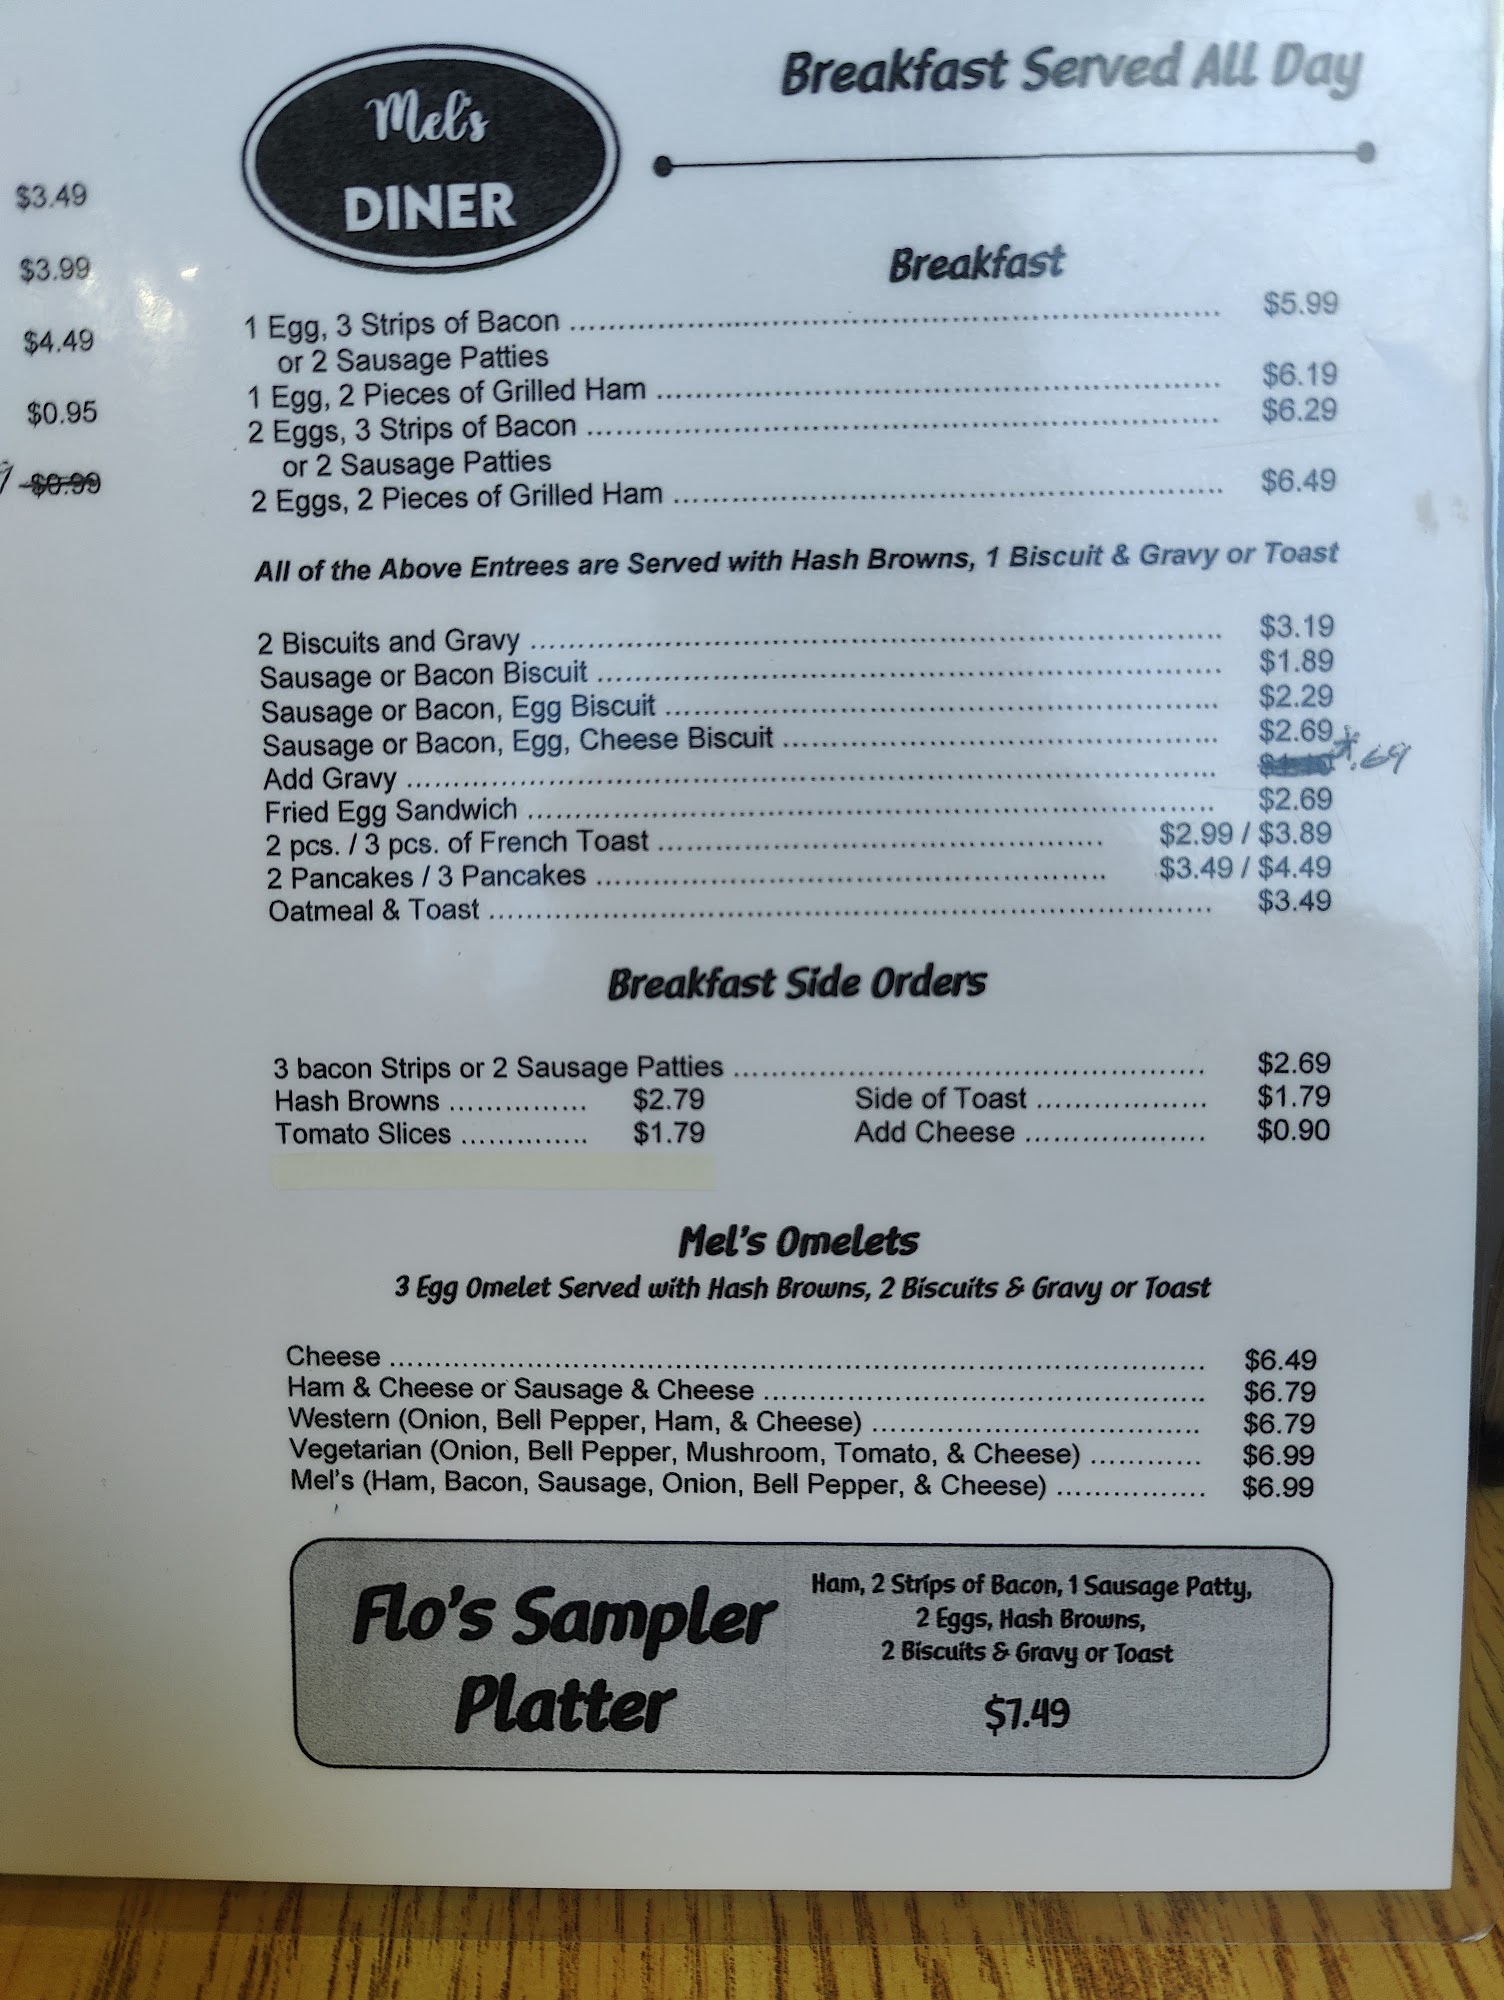 Mel's
DINER
Breakfast Served All Day
$3.49
$3.99
$4.49
$0.95
$0.99
Breakfast
1 Egg, 3 Strips of Bacon ........ $5.99
or 2 Sausage Patties
1 Egg, 2 Pieces of Grilled Ham ........ $6.19
2 Eggs, 3 Strips of Bacon ........ $6.29
or 2 Sausage Patties
2 Eggs, 2 Pieces of Grilled Ham ........ $6.49
All of the Above Entrees are Served with Hash Browns, 1 Biscuit & Gravy or Toast
2 Biscuits and Gravy ........ $3.19
Sausage or Bacon Biscuit ........ $1.89
Sausage or Bacon, Egg Biscuit ........ $2.29
Sausage or Bacon, Egg, Cheese Biscuit ........ $2.69
Add Gravy ........ .69
Fried Egg Sandwich ........ $2.69
2 pcs. / 3 pcs. of French Toast ........ $2.99 / $3.89
2 Pancakes / 3 Pancakes ........ $3.49 / $4.49
Oatmeal & Toast ........ $3.49
Breakfast Side Orders
3 bacon Strips or 2 Sausage Patties ........ $2.69
Hash Browns ........ $2.79 Side of Toast ........ $1.79
Tomato Slices ........ $1.79 Add Cheese ........ $0.90
Mel's Omelets
3 Egg Omelet Served with Hash Browns, 2 Biscuits & Gravy or Toast
Cheese ........ $6.49
Ham & Cheese or Sausage & Cheese ........ $6.79
Western (Onion, Bell Pepper, Ham, & Cheese) ........ $6.79
Vegetarian (Onion, Bell Pepper, Mushroom, Tomato, & Cheese) ........ $6.99
Mel's (Ham, Bacon, Sausage, Onion, Bell Pepper, & Cheese) ........ $6.99
Flo's Sampler
Platter
Ham, 2 Strips of Bacon, 1 Sausage Patty,
2 Eggs, Hash Browns,
2 Biscuits & Gravy or Toast
$7.49